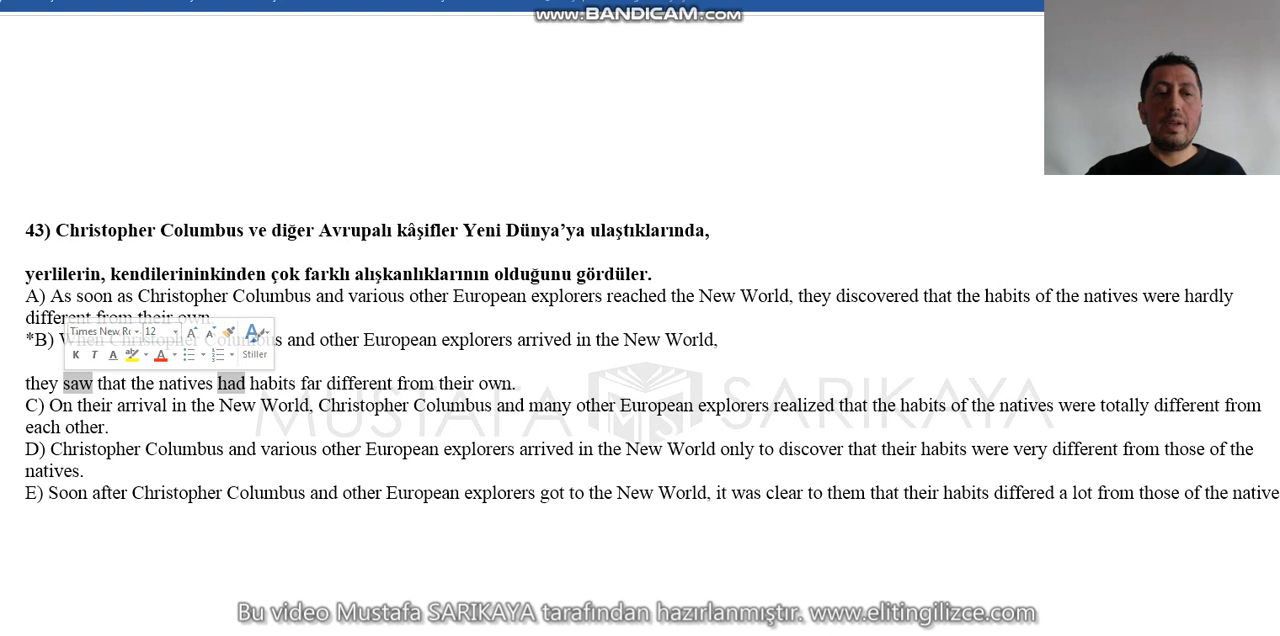 www.BANDICAM.com
43) Christopher Columbus ve diğer Avrupalı kâşifler Yeni Dünya’ya ulaştıklarında,
yerlilerin, kendilerininkinden çok farklı alışkanlıklarının olduğunu gördüler.
A) As soon as Christopher Columbus and various other European explorers reached the New World, they discovered that the habits of the natives were hardly
different from their own.
Times New Ro 12 A A A
*B) When Christopher Columbus and other European explorers arrived in the New World,
K T A ab A Stiller
they saw that the natives had habits far different from their own.
MUSTAFA MS SARIKAYA
C) On their arrival in the New World, Christopher Columbus and many other European explorers realized that the habits of the natives were totally different from
each other.
D) Christopher Columbus and various other European explorers arrived in the New World only to discover that their habits were very different from those of the
natives.
E) Soon after Christopher Columbus and other European explorers got to the New World, it was clear to them that their habits differed a lot from those of the native
Bu video Mustafa SARIKAYA tarafından hazırlanmıştır. www.elitingilizce.com